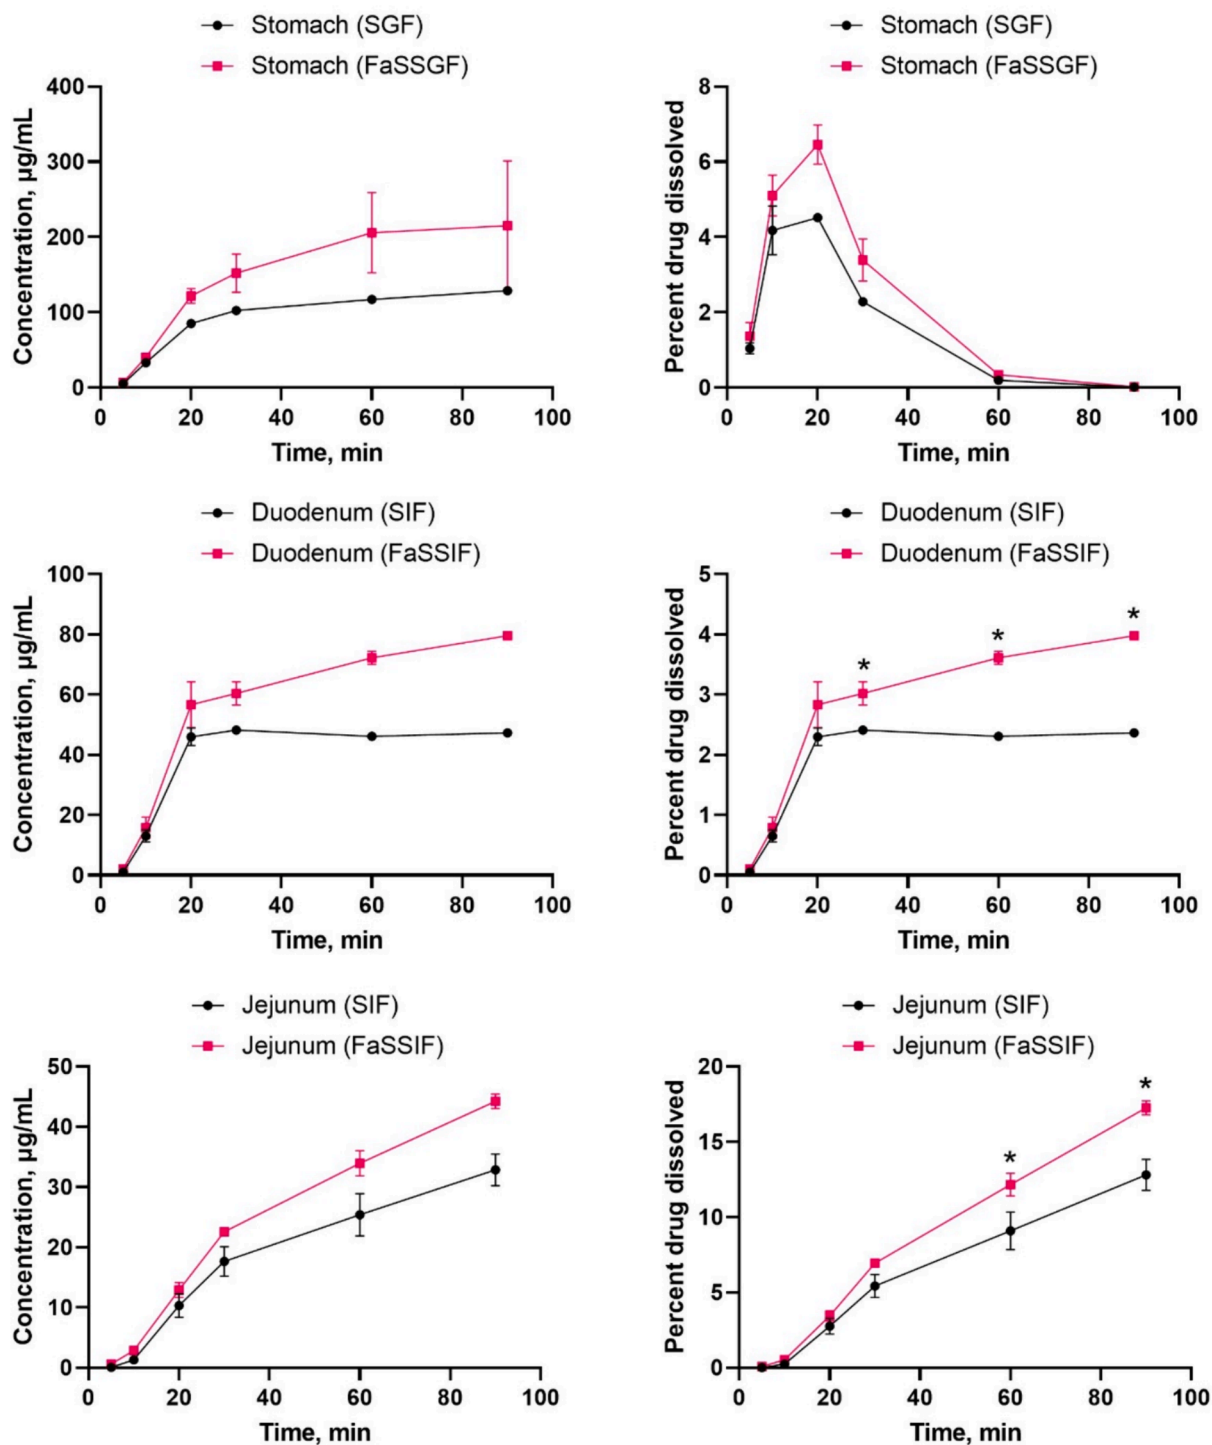 Stomach (SGF)
Stomach (FaSSGF)
400
300
200
100
0
Concentration, µg/mL
0 20 40 60 80 100
Time, min
Stomach (SGF)
Stomach (FaSSGF)
8
6
4
2
0
Percent drug dissolved
0 20 40 60 80 100
Time, min
Duodenum (SIF)
Duodenum (FaSSIF)
100
80
60
40
20
0
Concentration, µg/mL
0 20 40 60 80 100
Time, min
Duodenum (SIF)
Duodenum (FaSSIF)
5
4
3
2
1
0
Percent drug dissolved
* * *
0 20 40 60 80 100
Time, min
Jejunum (SIF)
Jejunum (FaSSIF)
50
40
30
20
10
0
Concentration, µg/mL
0 20 40 60 80 100
Time, min
Jejunum (SIF)
Jejunum (FaSSIF)
20
15
10
5
0
Percent drug dissolved
* *
0 20 40 60 80 100
Time, min